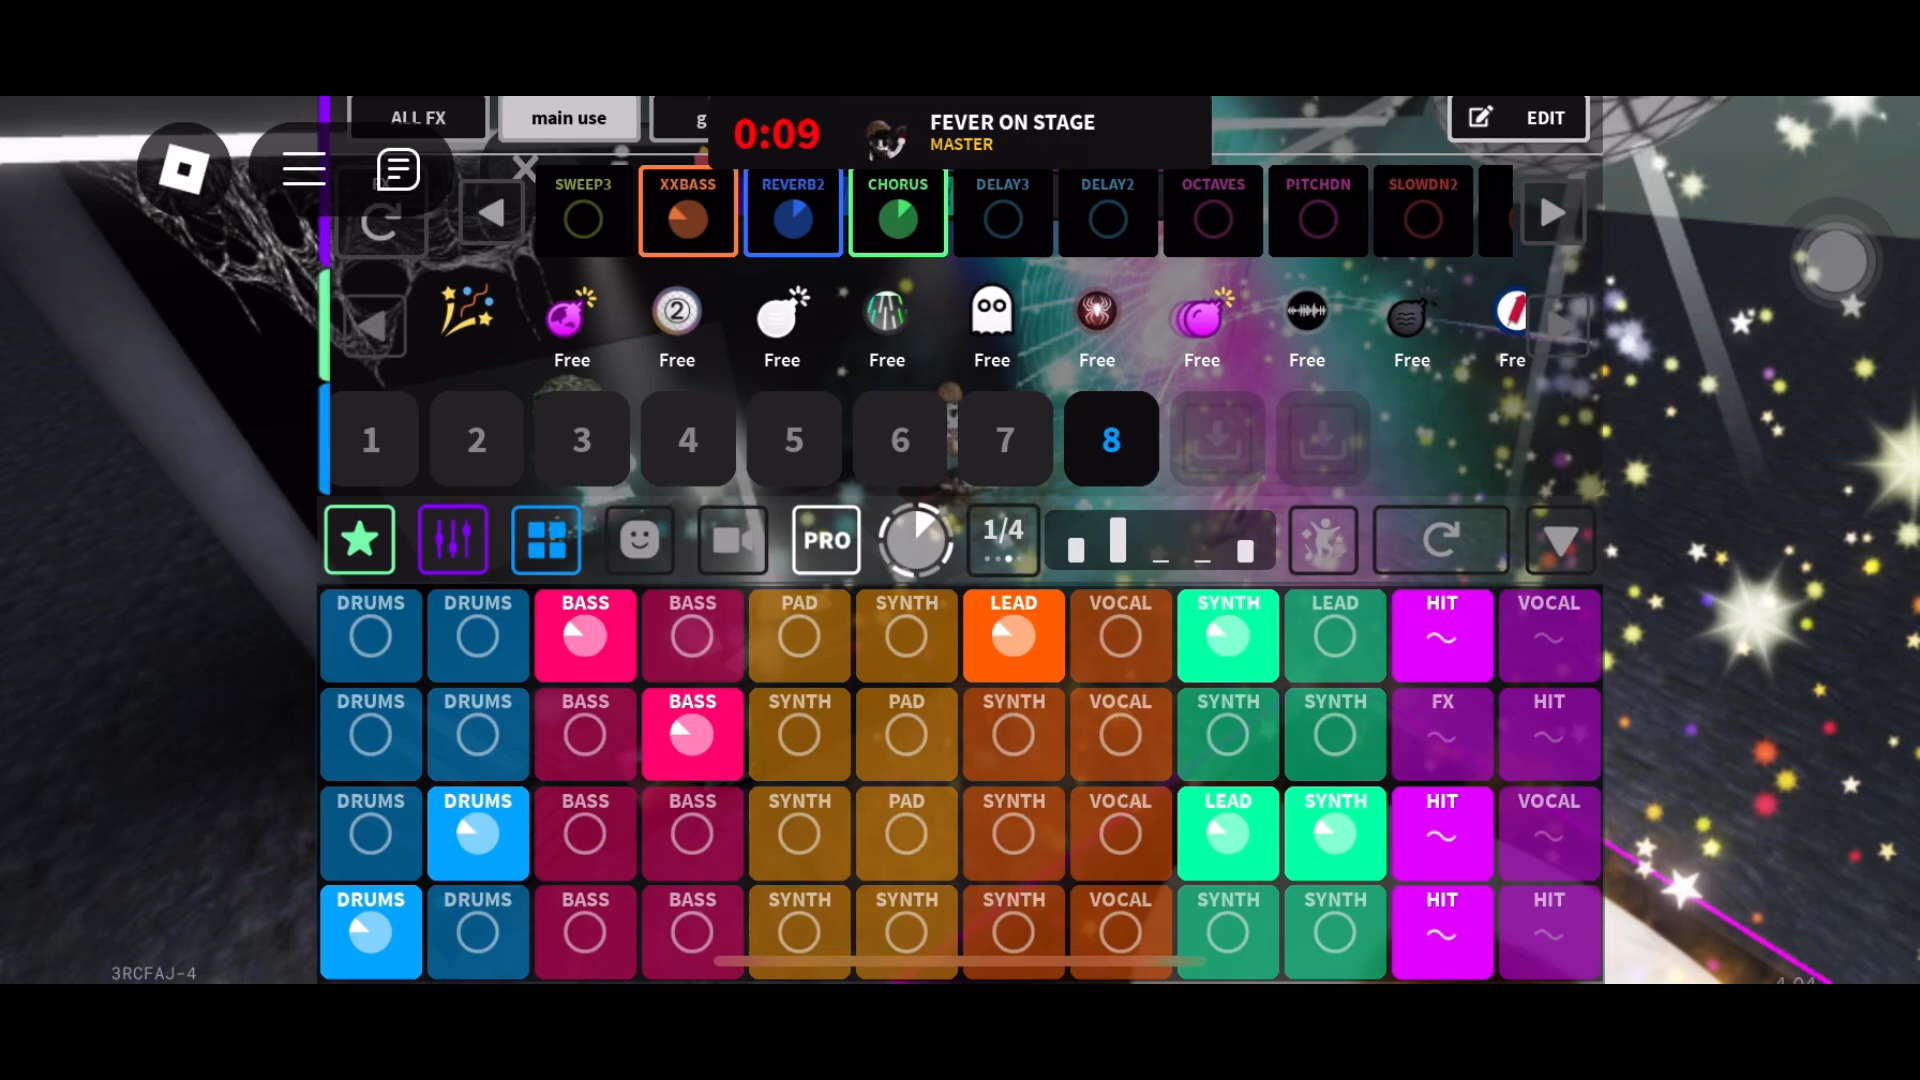 ALL FX main use g EDIT
0:09 FEVER ON STAGE
MASTER
SWEEP3 XXBASS REVERB2 CHORUS DELAY3 DELAY2 OCTAVES PITCHDN SLOWDN2
2
Free Free Free Free Free Free Free Free Free Fre
1 2 3 4 5 6 7 8
PRO 1/4
DRUMS DRUMS BASS BASS PAD SYNTH LEAD VOCAL SYNTH LEAD HIT VOCAL
DRUMS DRUMS BASS BASS SYNTH PAD SYNTH VOCAL SYNTH SYNTH FX HIT
DRUMS DRUMS BASS BASS SYNTH PAD SYNTH VOCAL LEAD SYNTH HIT VOCAL
DRUMS DRUMS BASS BASS SYNTH SYNTH SYNTH VOCAL SYNTH SYNTH HIT HIT
3RCFAJ-4